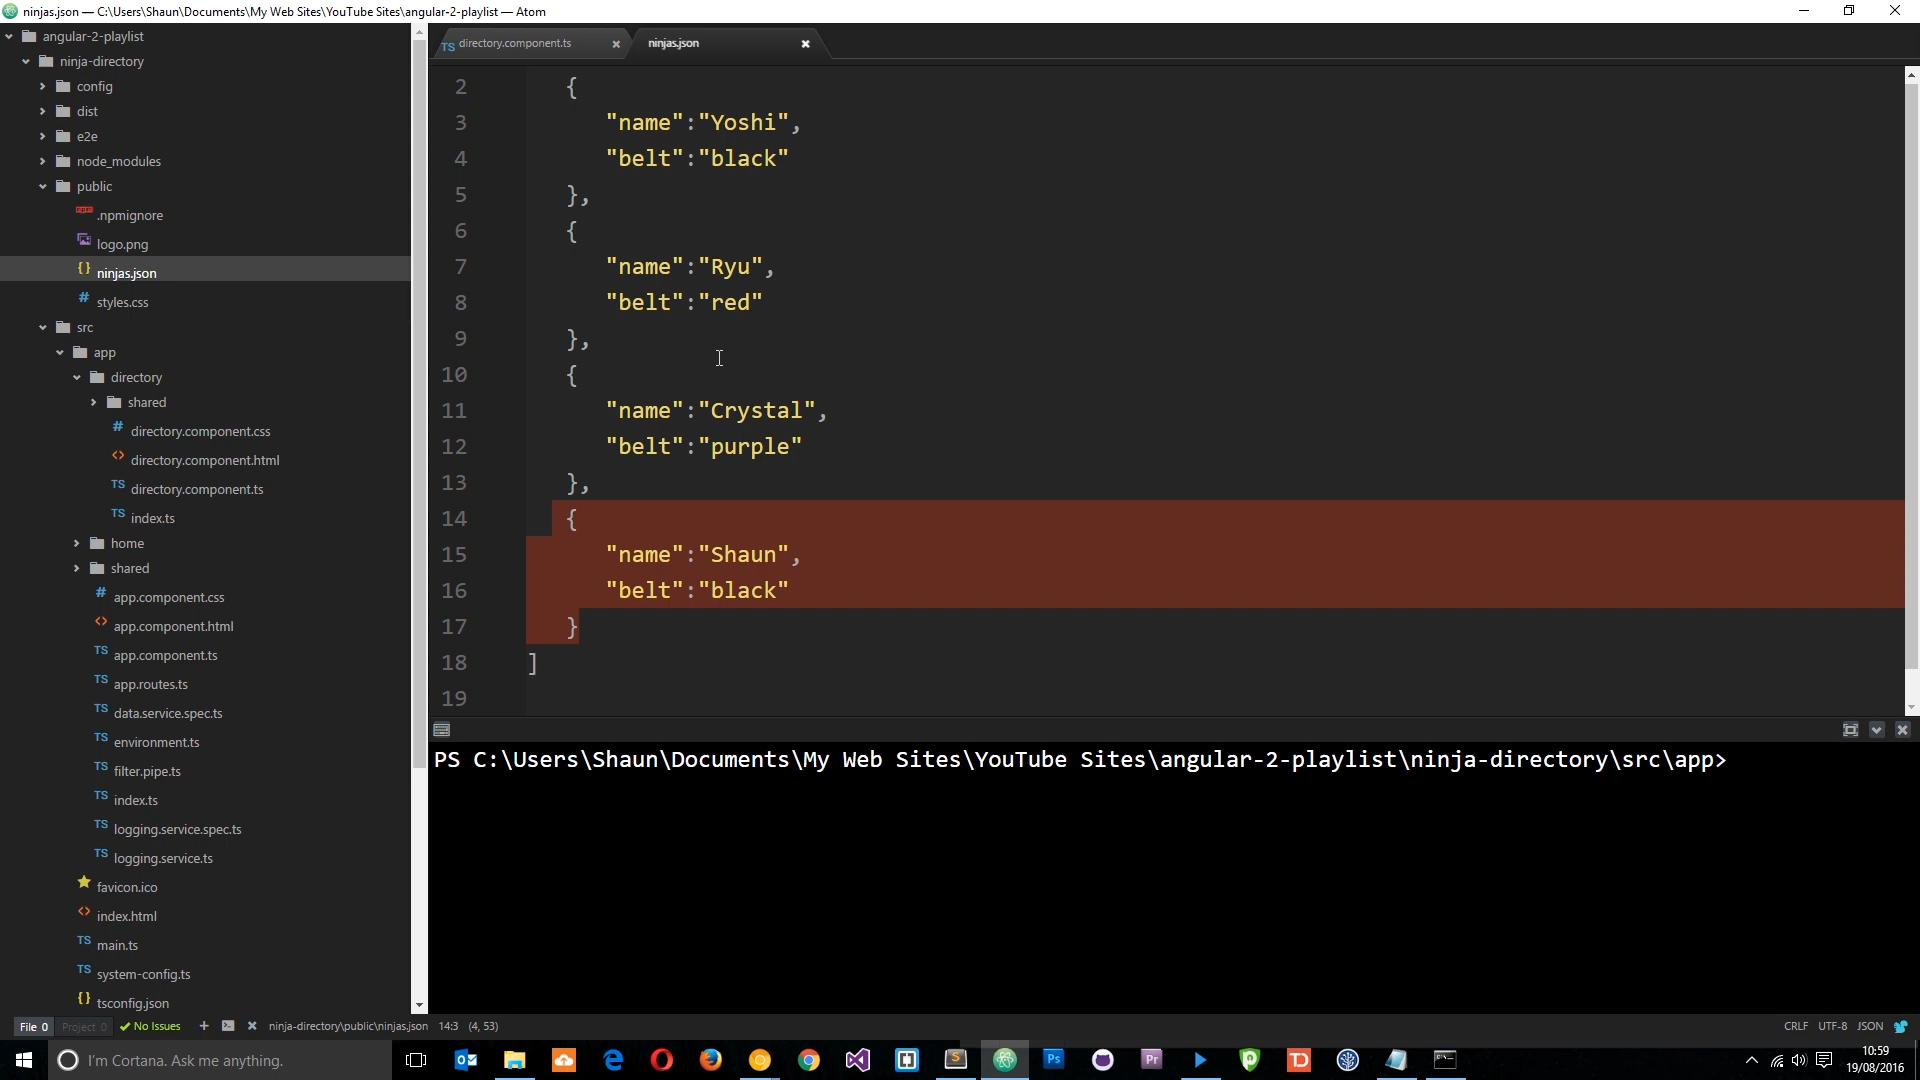 ninjas.json — C:\Users\Shaun\Documents\My Web Sites\YouTube Sites\angular-2-playlist — Atom
angular-2-playlist
ninja-directory
config
dist
e2e
node_modules
public
.npmignore
logo.png
ninjas.json
styles.css
src
app
directory
shared
directory.component.css
directory.component.html
directory.component.ts
index.ts
home
shared
app.component.css
app.component.html
app.component.ts
app.routes.ts
data.service.spec.ts
environment.ts
filter.pipe.ts
index.ts
logging.service.spec.ts
logging.service.ts
favicon.ico
index.html
main.ts
system-config.ts
tsconfig.json
TS directory.component.ts
ninjas.json
2 {
3 "name":"Yoshi",
4 "belt":"black"
5 },
6 {
7 "name":"Ryu",
8 "belt":"red"
9 },
10 {
11 "name":"Crystal",
12 "belt":"purple"
13 },
14 {
15 "name":"Shaun",
16 "belt":"black"
17 }
18 ]
19
PS C:\Users\Shaun\Documents\My Web Sites\YouTube Sites\angular-2-playlist\ninja-directory\src\app>
File 0 Project 0 No Issues ninja-directory\public\ninjas.json 14:3 (4, 53) CRLF UTF-8 JSON
I'm Cortana. Ask me anything.
10:59
19/08/2016